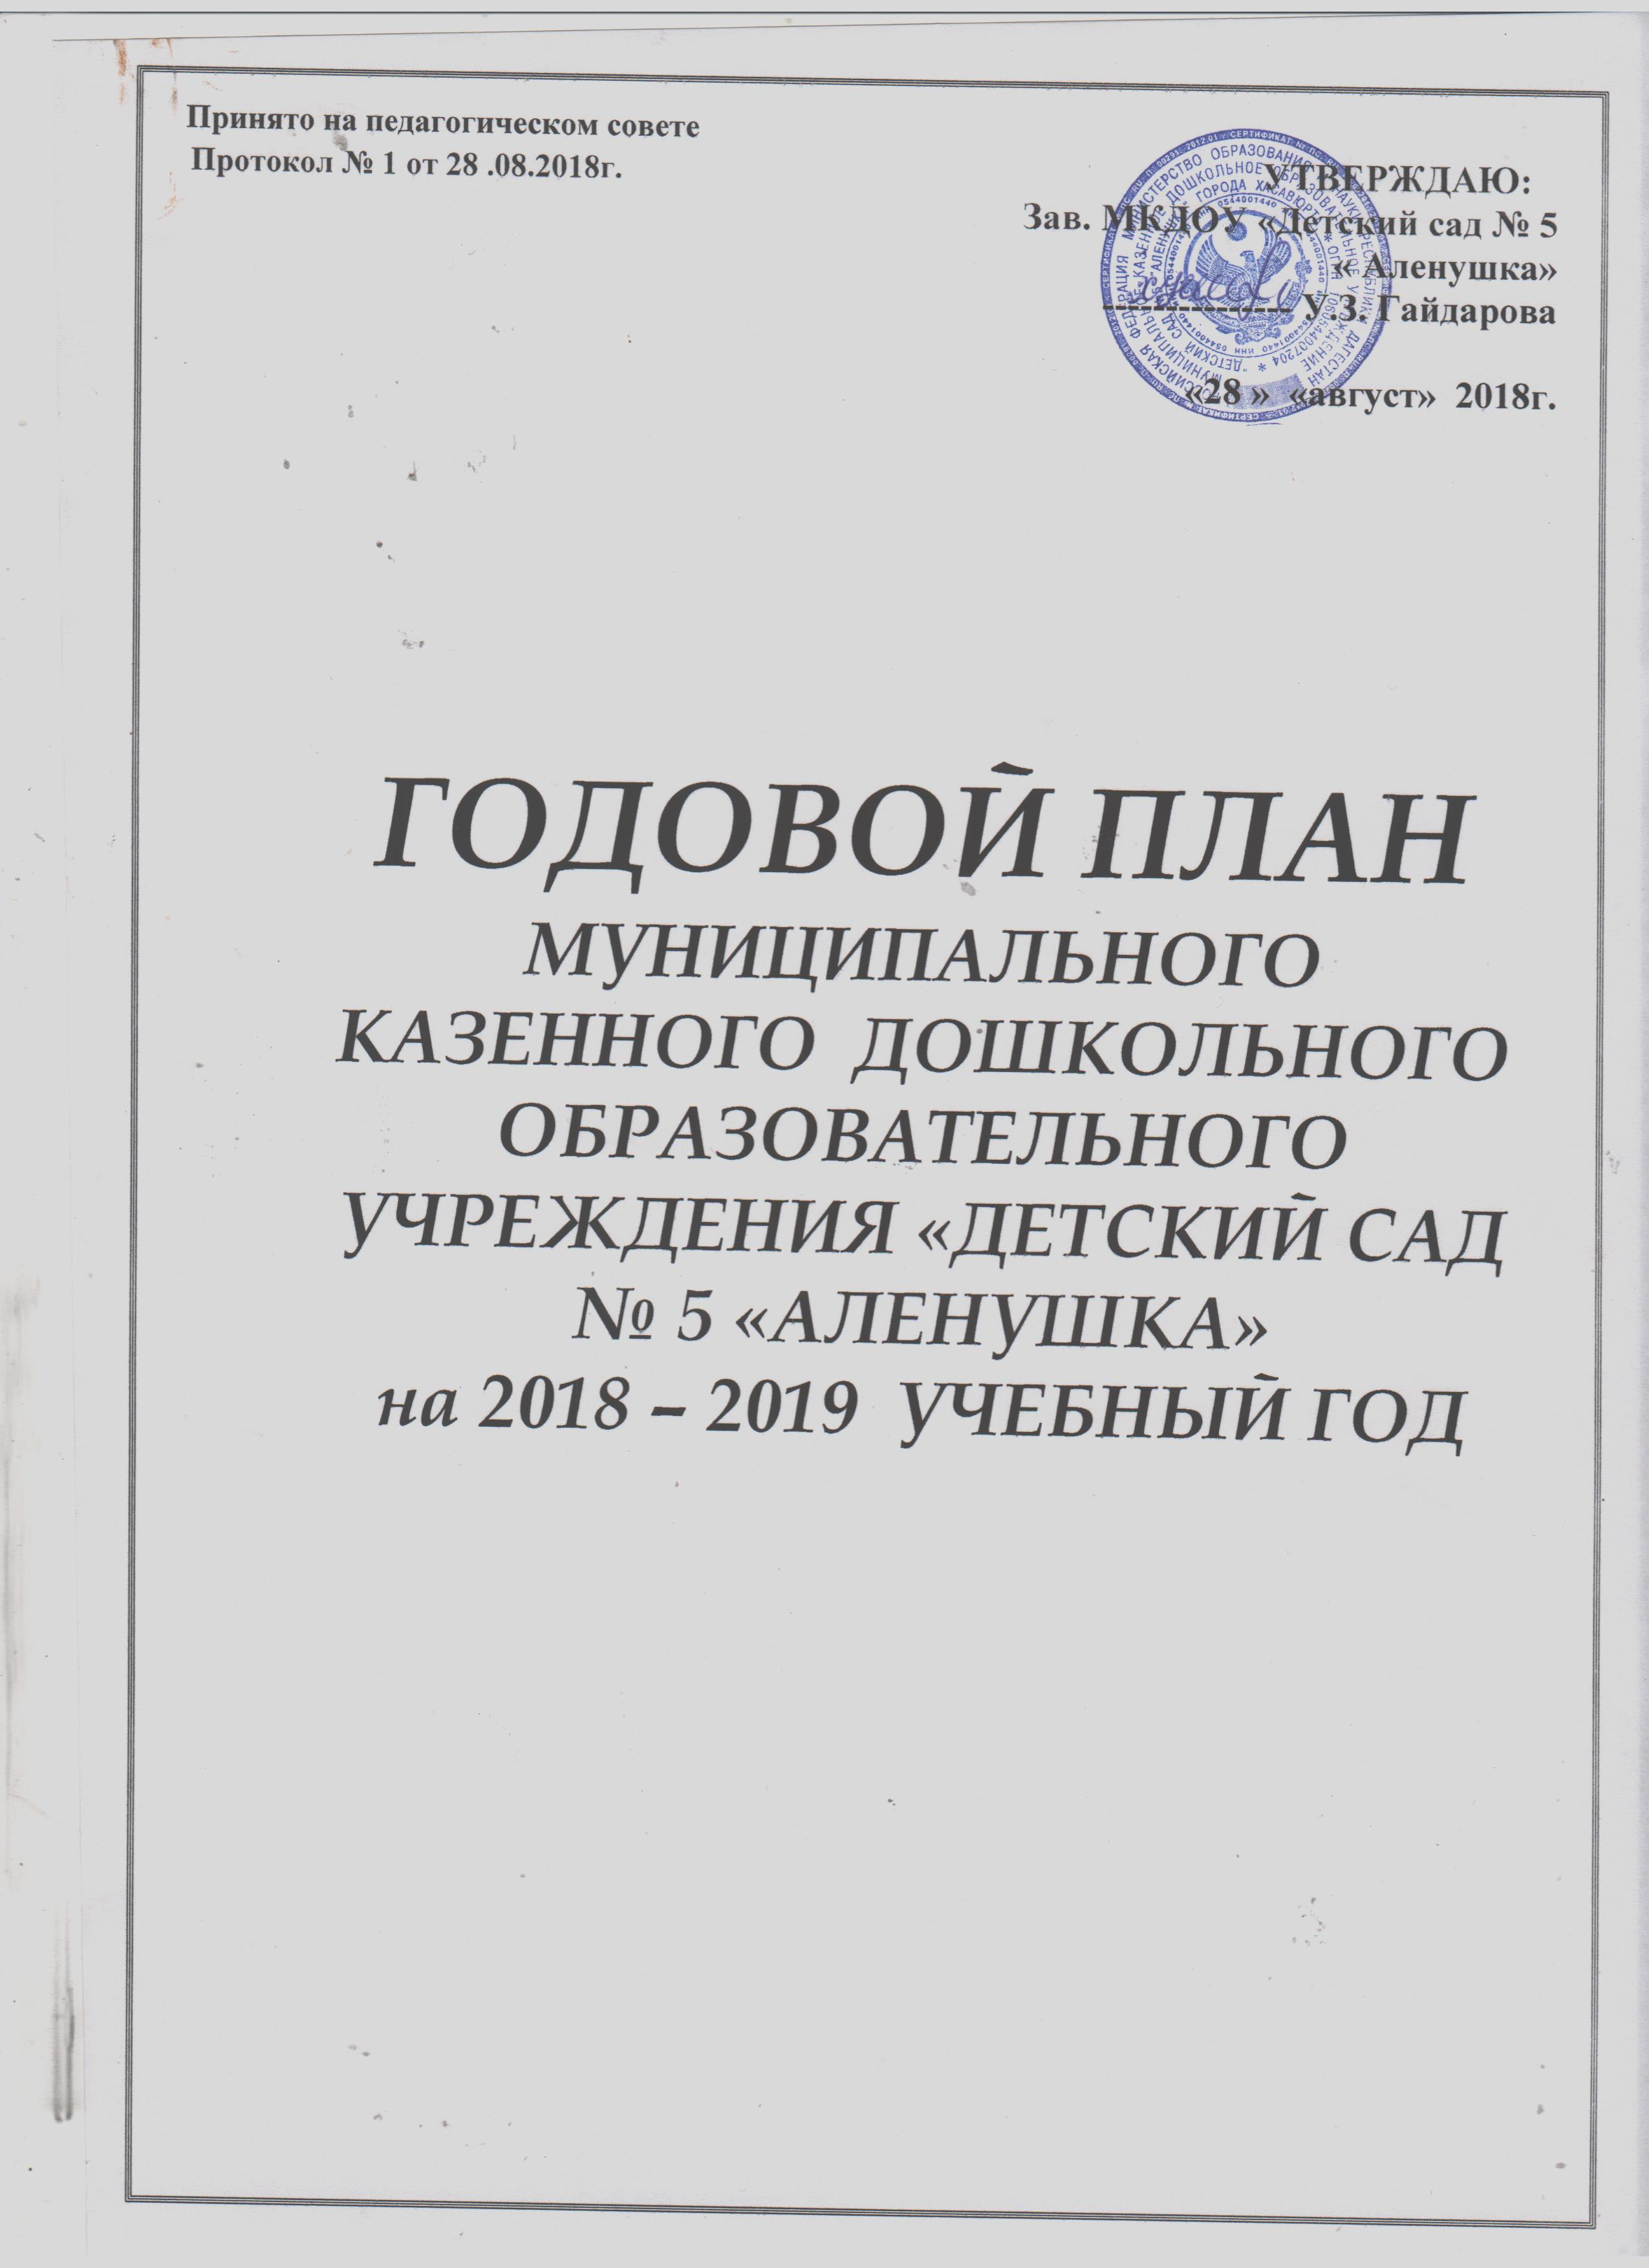 Принято на педагогическом совете
Протокол № 1 от 28 .08.2018г.
УТВЕРЖДАЮ:
Зав. МКДОУ «Детский сад № 5
« Аленушка»
---------------- У.З. Гайдарова
«28 » «август» 2018г.
ГОДОВОЙ ПЛАН
МУНИЦИПАЛЬНОГО
КАЗЕННОГО ДОШКОЛЬНОГО
ОБРАЗОВАТЕЛЬНОГО
УЧРЕЖДЕНИЯ «ДЕТСКИЙ САД
№ 5 «АЛЕНУШКА»
на 2018 – 2019 УЧЕБНЫЙ ГОД